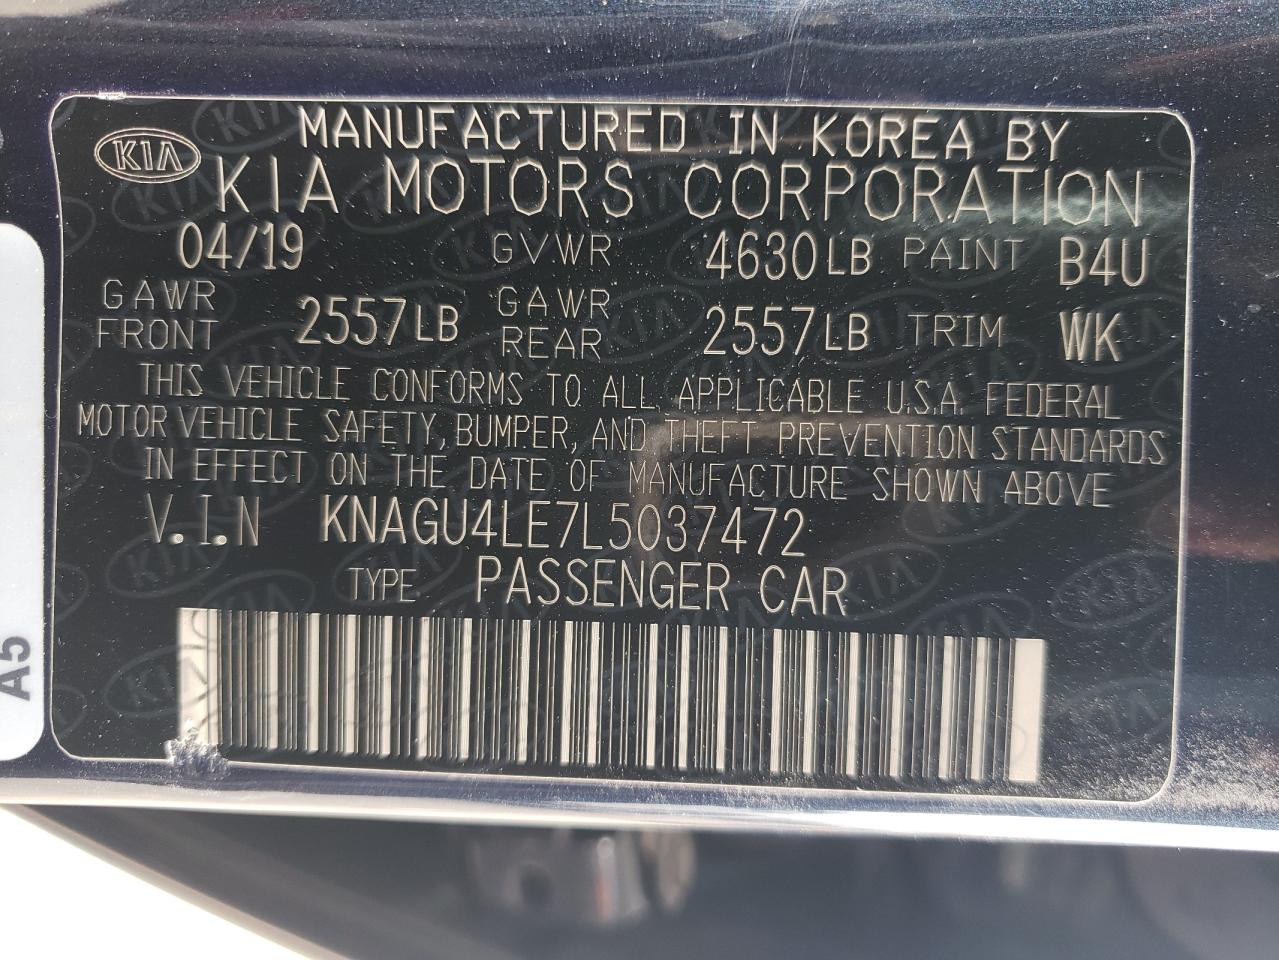 MANUFACTURED IN KOREA BY
KIA KIA MOTORS CORPORATION
04/19 GVWR 4630LB PAINT B4U
GAWR FRONT 2557LB GAWR REAR 2557LB TRIM WK
THIS VEHICLE CONFORMS TO ALL APPLICABLE U.S.A. FEDERAL
MOTOR VEHICLE SAFETY, BUMPER, AND THEFT PREVENTION STANDARDS
IN EFFECT ON THE DATE OF MANUFACTURE SHOWN ABOVE
V.I.N KNAGU4LE7L5037472
TYPE PASSENGER CAR
A5